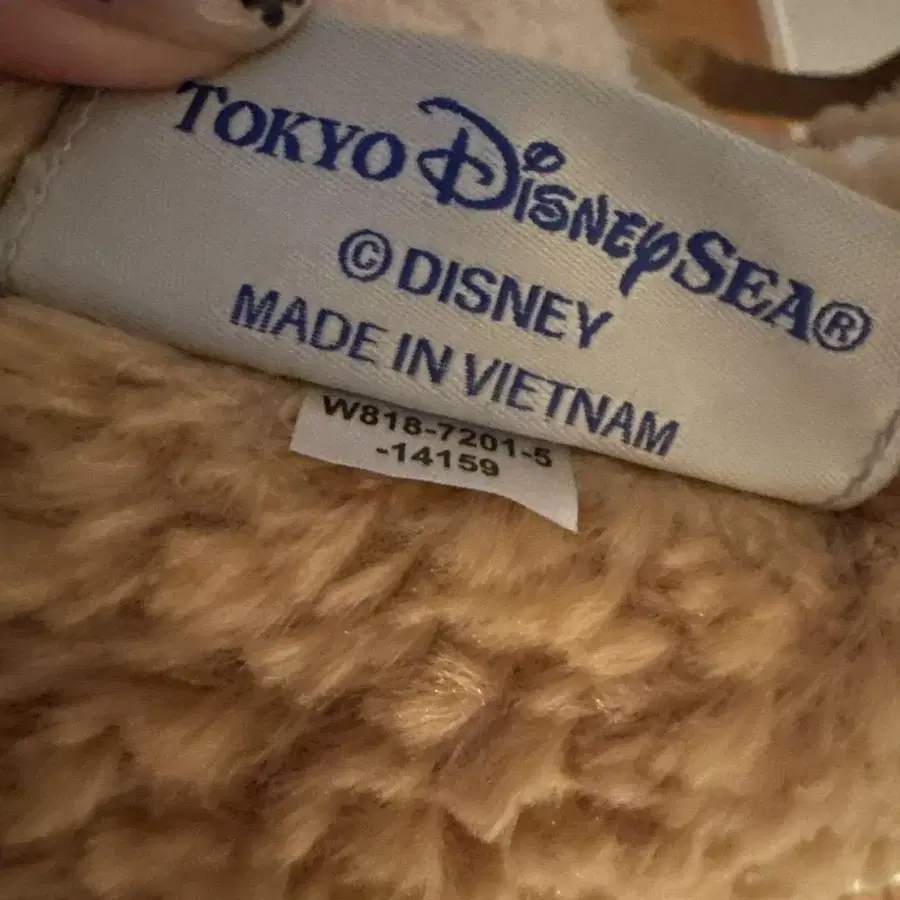 TOKYO DISNEYSEA®
© DISNEY
MADE IN VIETNAM
W818-7201-5
-14159